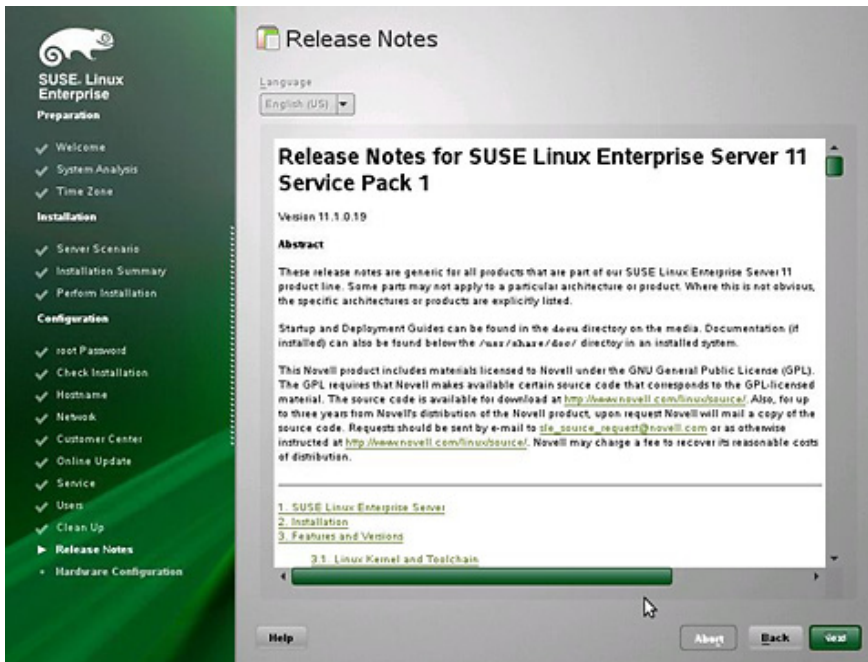 SUSE. Linux
Enterprise
Preparation
Welcome
System Analysis
Time Zone
Installation
Server Scenario
Installation Summary
Perform Installation
Configuration
root Password
Check Installation
Hostname
Network
Customer Center
Online Update
Service
Users
Clean Up
Release Notes
Hardware Configuration
Release Notes
Language
English (US)
Release Notes for SUSE Linux Enterprise Server 11
Service Pack 1
Version 11.1.0.19
Abstract
These release notes are generic for all products that are part of our SUSE Linux Enterprise Server 11
product line. Some parts may not apply to a particular architecture or product. Where this is not obvious,
the specific architectures or products are explicitly listed.
Startup and Deployment Guides can be found in the docu directory on the media. Documentation (if
installed) can also be found below the /usr/share/doc/ directoy in an installed system.
This Novell product includes materials licensed to Novell under the GNU General Public License (GPL).
The GPL requires that Novell makes available certain source code that corresponds to the GPL-licensed
material. The source code is available for download at http://www.novell.com/linux/source/. Also, for up
to three years from Novell's distribution of the Novell product, upon request Novell will mail a copy of the
source code. Requests should be sent by e-mail to sle_source_request@novell.com or as otherwise
instructed at http://www.novell.com/linux/source/. Novell may charge a fee to recover its reasonable costs
of distribution.
1. SUSE Linux Enterprise Server
2. Installation
3. Features and Versions
3.1. Linux Kernel and Toolchain
Help
Abort
Back
Next